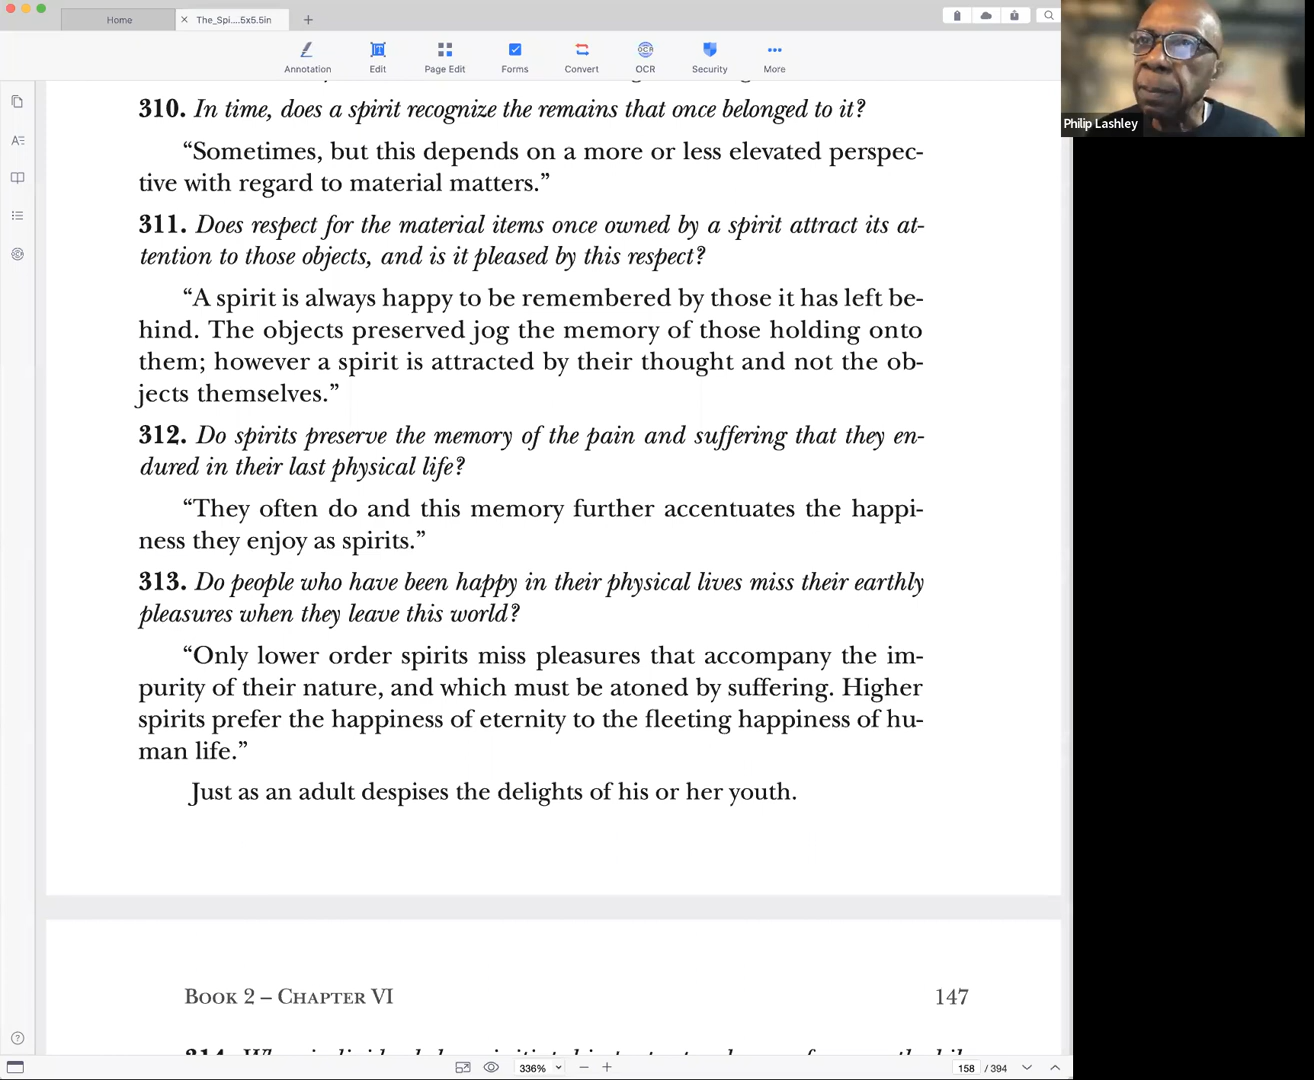 Home
The_Spi....5x5.5in
Annotation
Edit
Page Edit
Forms
Convert
OCR
Security
More
Philip Lashley
310. In time, does a spirit recognize the remains that once belonged to it?
“Sometimes, but this depends on a more or less elevated perspec-
tive with regard to material matters.”
311. Does respect for the material items once owned by a spirit attract its at-
tention to those objects, and is it pleased by this respect?
“A spirit is always happy to be remembered by those it has left be-
hind. The objects preserved jog the memory of those holding onto
them; however a spirit is attracted by their thought and not the ob-
jects themselves.”
312. Do spirits preserve the memory of the pain and suffering that they en-
dured in their last physical life?
“They often do and this memory further accentuates the happi-
ness they enjoy as spirits.”
313. Do people who have been happy in their physical lives miss their earthly
pleasures when they leave this world?
“Only lower order spirits miss pleasures that accompany the im-
purity of their nature, and which must be atoned by suffering. Higher
spirits prefer the happiness of eternity to the fleeting happiness of hu-
man life.”
Just as an adult despises the delights of his or her youth.
Book 2 – Chapter VI
147
336%
158 / 394